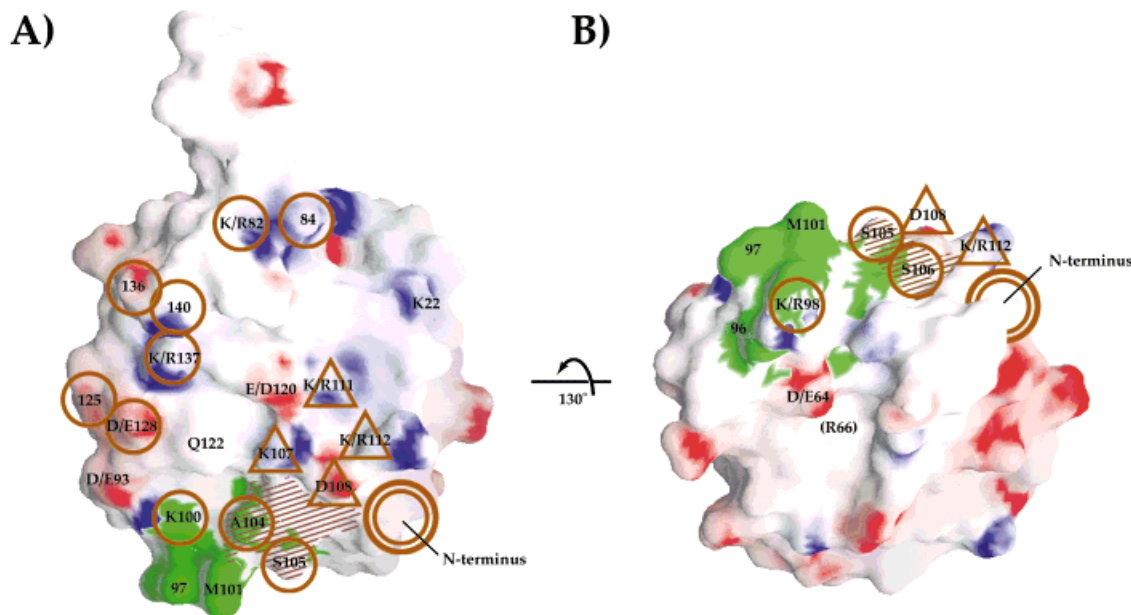 A)
B)
K/R82
84
136
140
K22
K/R137
E/D120
K/R111
125
D/E128
Q122
K/R112
K107
D/E93
D108
K100
A104
N-terminus
S105
97
M101
130°
M101
D108
S105
97
K/R112
S106
N-terminus
K/R98
96
D/E64
(R66)